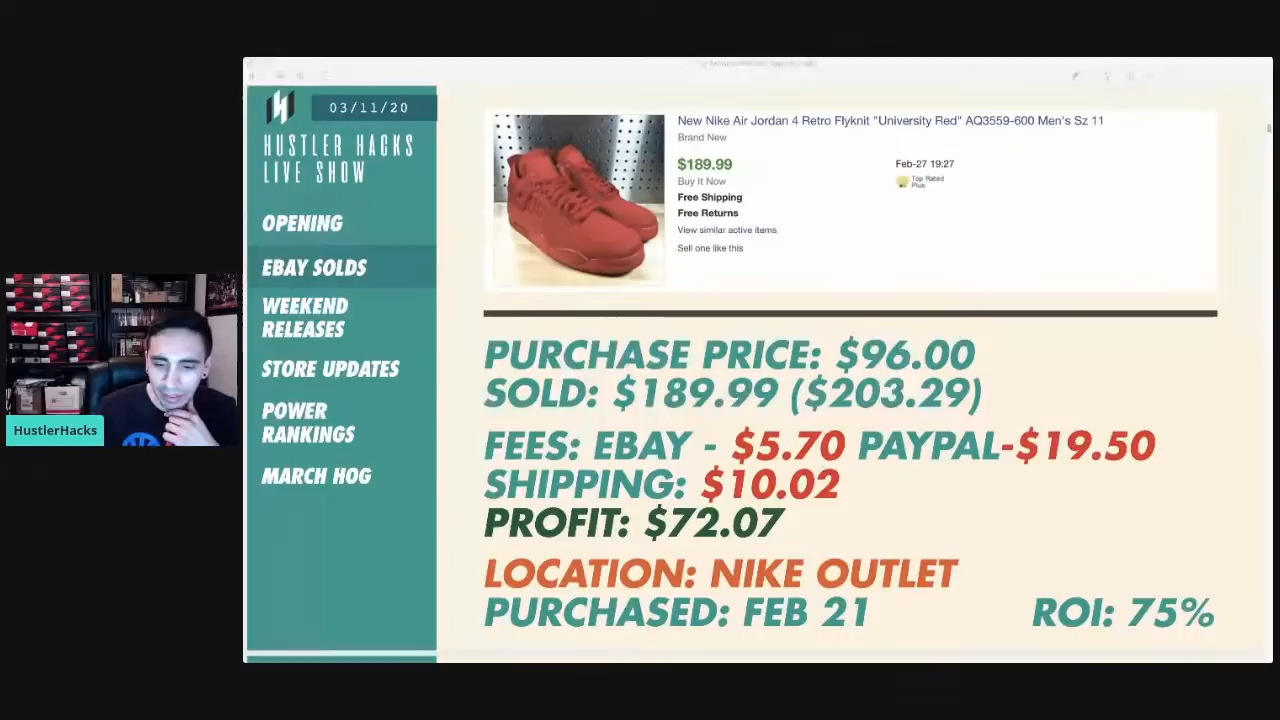 03/11/20
HUSTLER HACKS
LIVE SHOW
OPENING
EBAY SOLDS
WEEKEND
RELEASES
STORE UPDATES
POWER
RANKINGS
MARCH HOG
HustlerHacks
New Nike Air Jordan 4 Retro Flyknit "University Red" AQ3559-600 Men's Sz 11
Brand New
$189.99
Feb-27 19:27
Buy It Now
Top Rated
Plus
Free Shipping
Free Returns
View similar active items
Sell one like this
PURCHASE PRICE: $96.00
SOLD: $189.99 ($203.29)
FEES: EBAY - $5.70 PAYPAL-$19.50
SHIPPING: $10.02
PROFIT: $72.07
LOCATION: NIKE OUTLET
PURCHASED: FEB 21
ROI: 75%